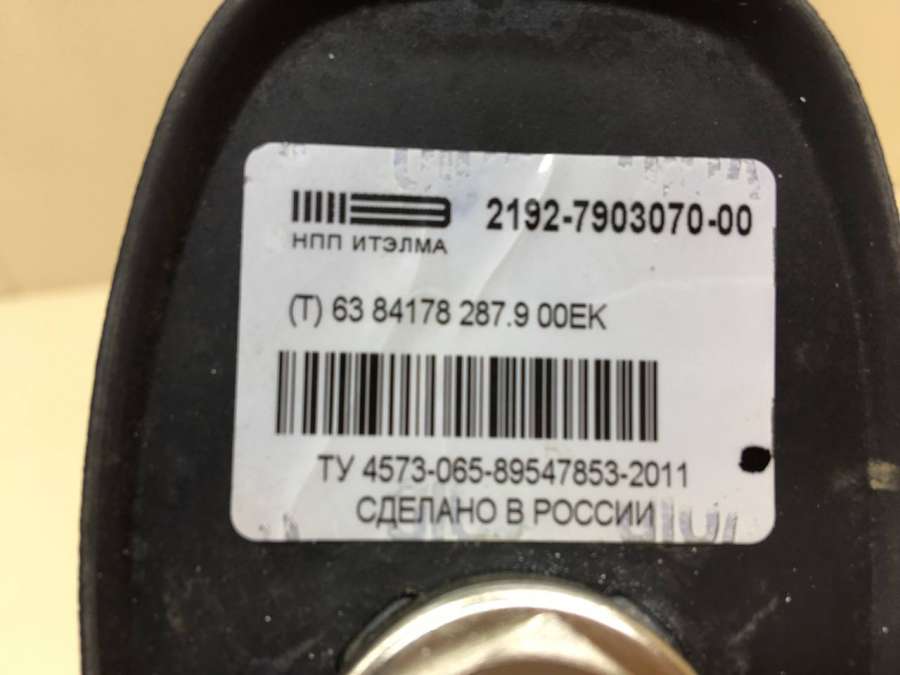 2192-7903070-00
НПП ИТЭЛМА
(T) 63 84178 287.9 00EK
ТУ 4573-065-89547853-2011
СДЕЛАНО В РОССИИ